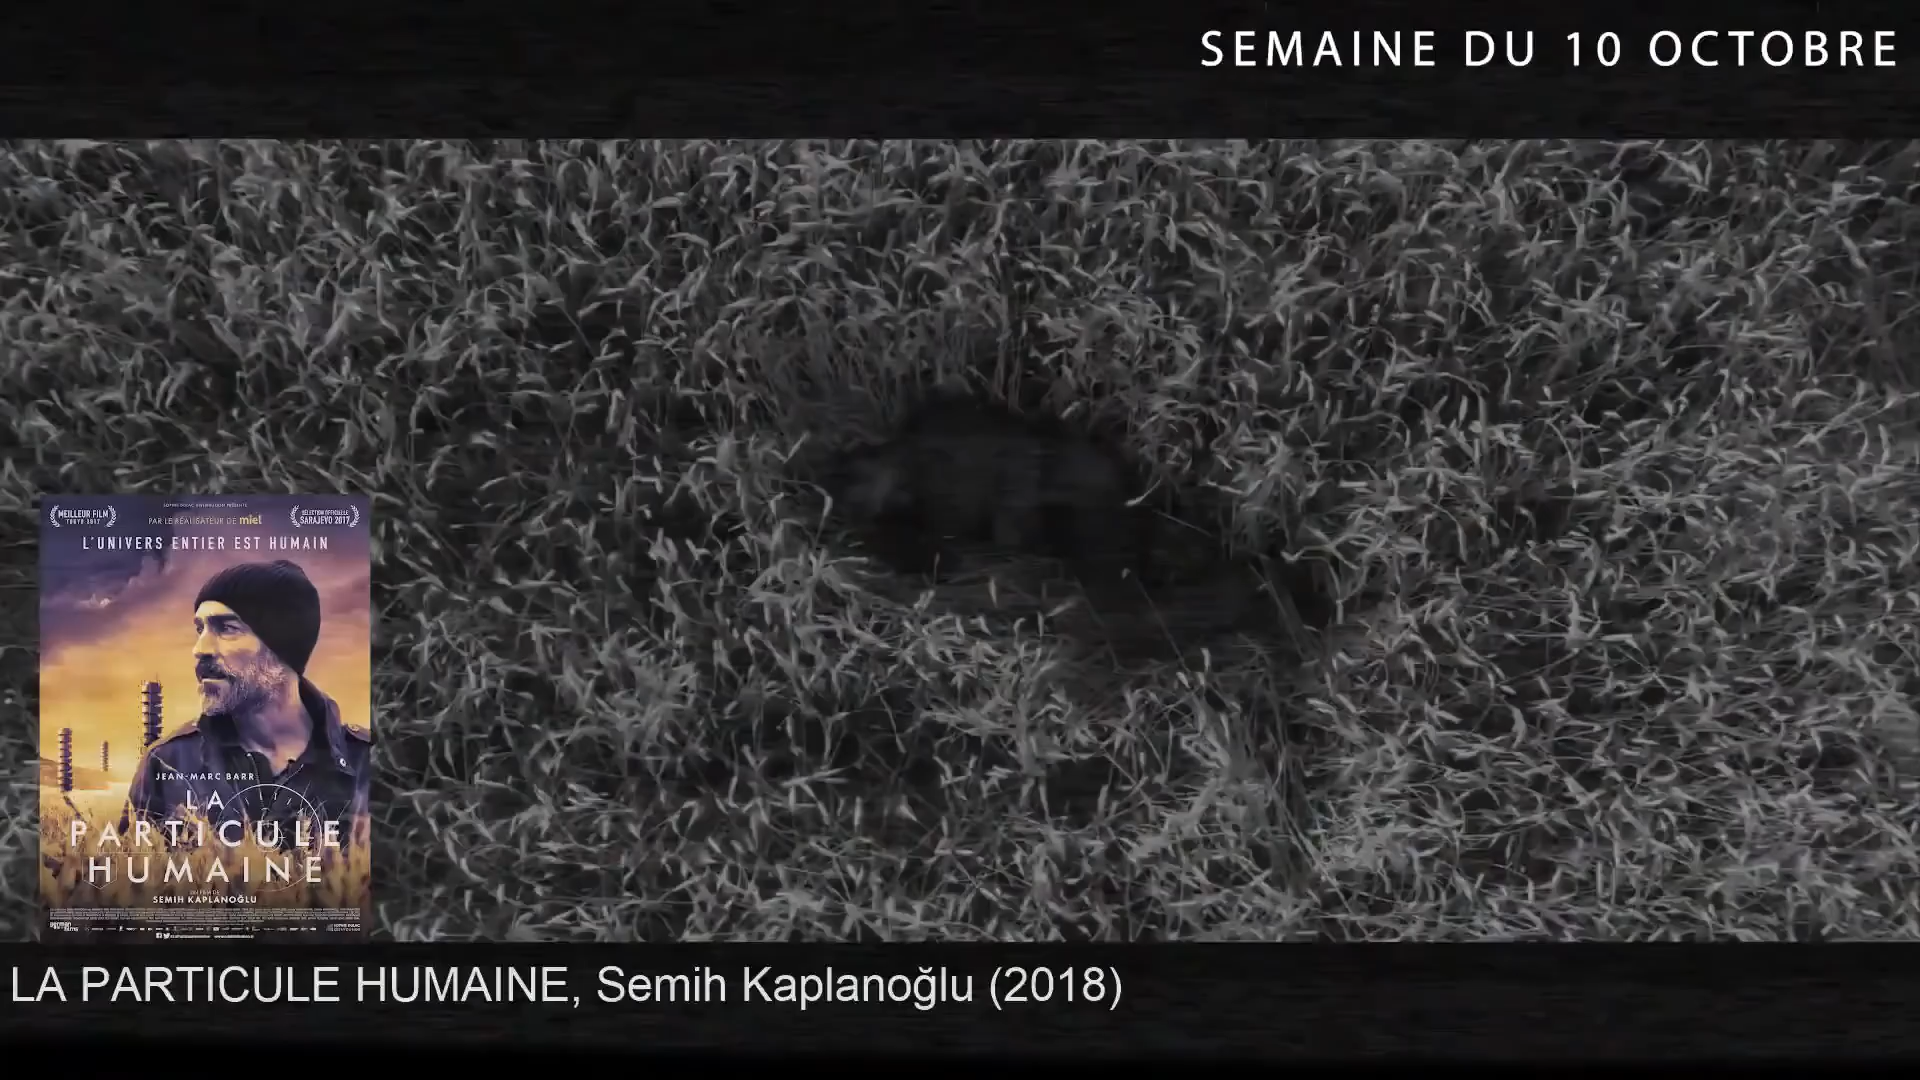 SEMAINE DU 10 OCTOBRE
MEILLEUR FILM
TOKYO 2017
PAR LE RÉALISATEUR DE miel
SÉLECTION OFFICIELLE
SARAJEVO 2017
L'UNIVERS ENTIER EST HUMAIN
JEAN-MARC BARR
LA
PARTICULE
HUMAINE
UN FILM DE
SEMIH KAPLANOĞLU
LA PARTICULE HUMAINE, Semih Kaplanoğlu (2018)